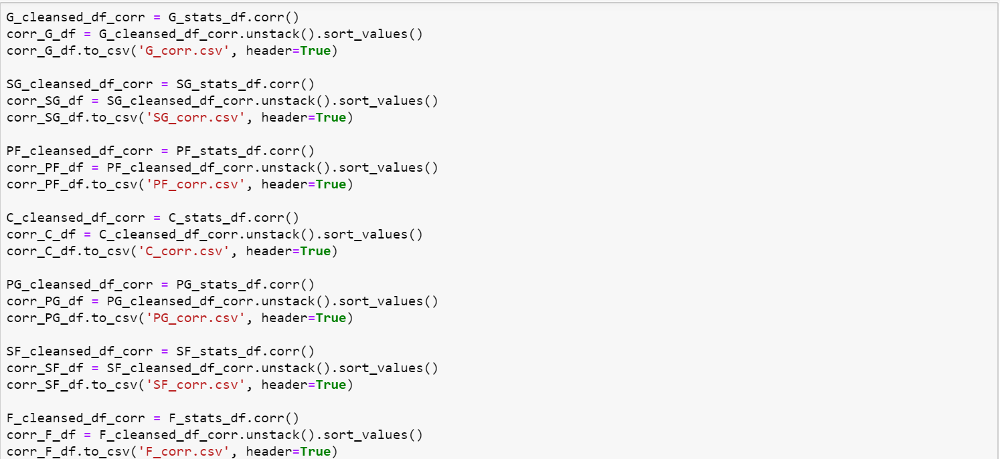 G_cleansed_df_corr = G_stats_df.corr()
corr_G_df = G_cleansed_df_corr.unstack().sort_values()
corr_G_df.to_csv('G_corr.csv', header=True)

SG_cleansed_df_corr = SG_stats_df.corr()
corr_SG_df = SG_cleansed_df_corr.unstack().sort_values()
corr_SG_df.to_csv('SG_corr.csv', header=True)

PF_cleansed_df_corr = PF_stats_df.corr()
corr_PF_df = PF_cleansed_df_corr.unstack().sort_values()
corr_PF_df.to_csv('PF_corr.csv', header=True)

C_cleansed_df_corr = C_stats_df.corr()
corr_C_df = C_cleansed_df_corr.unstack().sort_values()
corr_C_df.to_csv('C_corr.csv', header=True)

PG_cleansed_df_corr = PG_stats_df.corr()
corr_PG_df = PG_cleansed_df_corr.unstack().sort_values()
corr_PG_df.to_csv('PG_corr.csv', header=True)

SF_cleansed_df_corr = SF_stats_df.corr()
corr_SF_df = SF_cleansed_df_corr.unstack().sort_values()
corr_SF_df.to_csv('SF_corr.csv', header=True)

F_cleansed_df_corr = F_stats_df.corr()
corr_F_df = F_cleansed_df_corr.unstack().sort_values()
corr_F_df.to_csv('F_corr.csv', header=True)